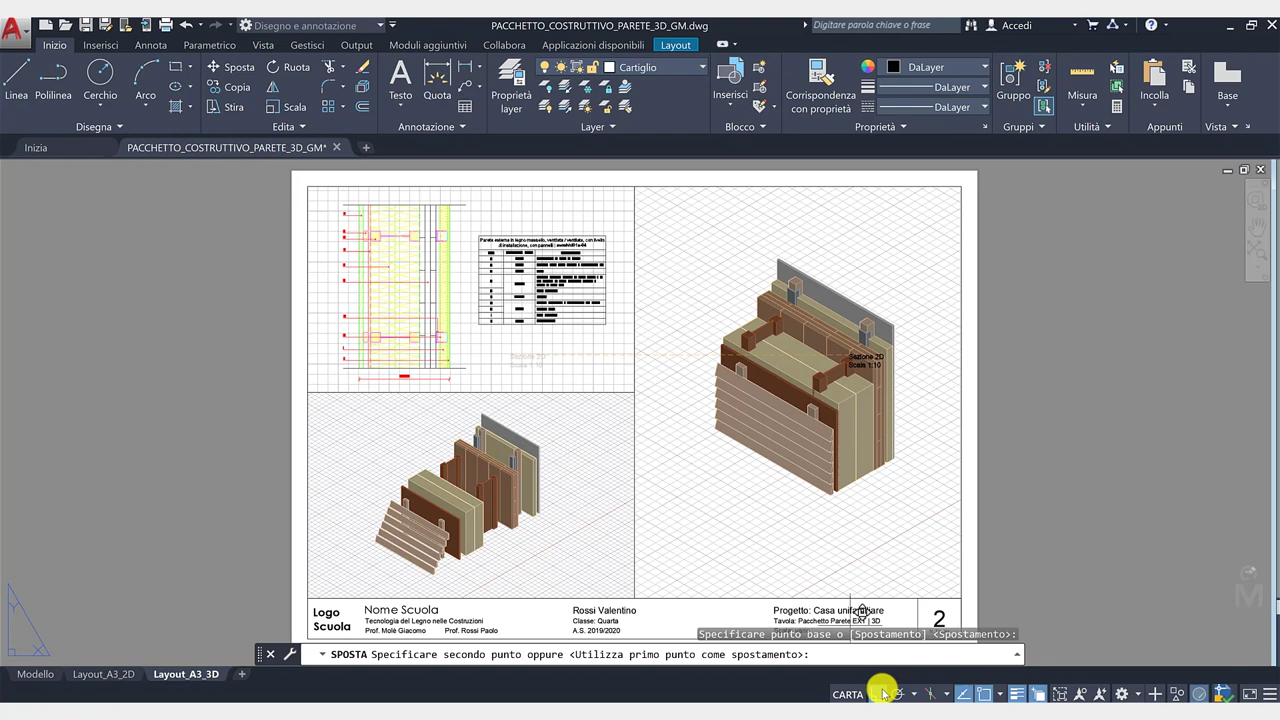 Disegno e annotazione
PACCHETTO_COSTRUTTIVO_PARETE_3D_GM.dwg
Digitare parola chiave o frase
Accedi
Inizio
Inserisci
Annota
Parametrico
Vista
Gestisci
Output
Moduli aggiuntivi
Collabora
Applicazioni disponibili
Layout
Linea
Polilinea
Cerchio
Arco
Sposta
Ruota
Copia
Stira
Scala
Testo
Quota
Proprietà
layer
Cartiglio
Inserisci
Corrispondenza
con proprietà
DaLayer
DaLayer
DaLayer
Gruppo
Misura
Incolla
Base
Disegna
Edita
Annotazione
Layer
Blocco
Proprietà
Gruppi
Utilità
Appunti
Vista
Inizia
PACCHETTO_COSTRUTTIVO_PARETE_3D_GM*
Sezione 2D
Scala 1:10
Sezione 2D
Scala 1:10
Logo
Scuola
Nome Scuola
Tecnologia del Legno nelle Costruzioni
Prof. Molè Giacomo
Prof. Rossi Paolo
Rossi Valentino
Classe: Quarta
A.S. 2019/2020
Progetto: Casa unifamiliare
Tavola: Pacchetto Parete EXT | 3D
2
Specificare punto base o [Spostamento] <Spostamento>:
SPOSTA Specificare secondo punto oppure <Utilizza primo punto come spostamento>:
Modello
Layout_A3_2D
Layout_A3_3D
CARTA